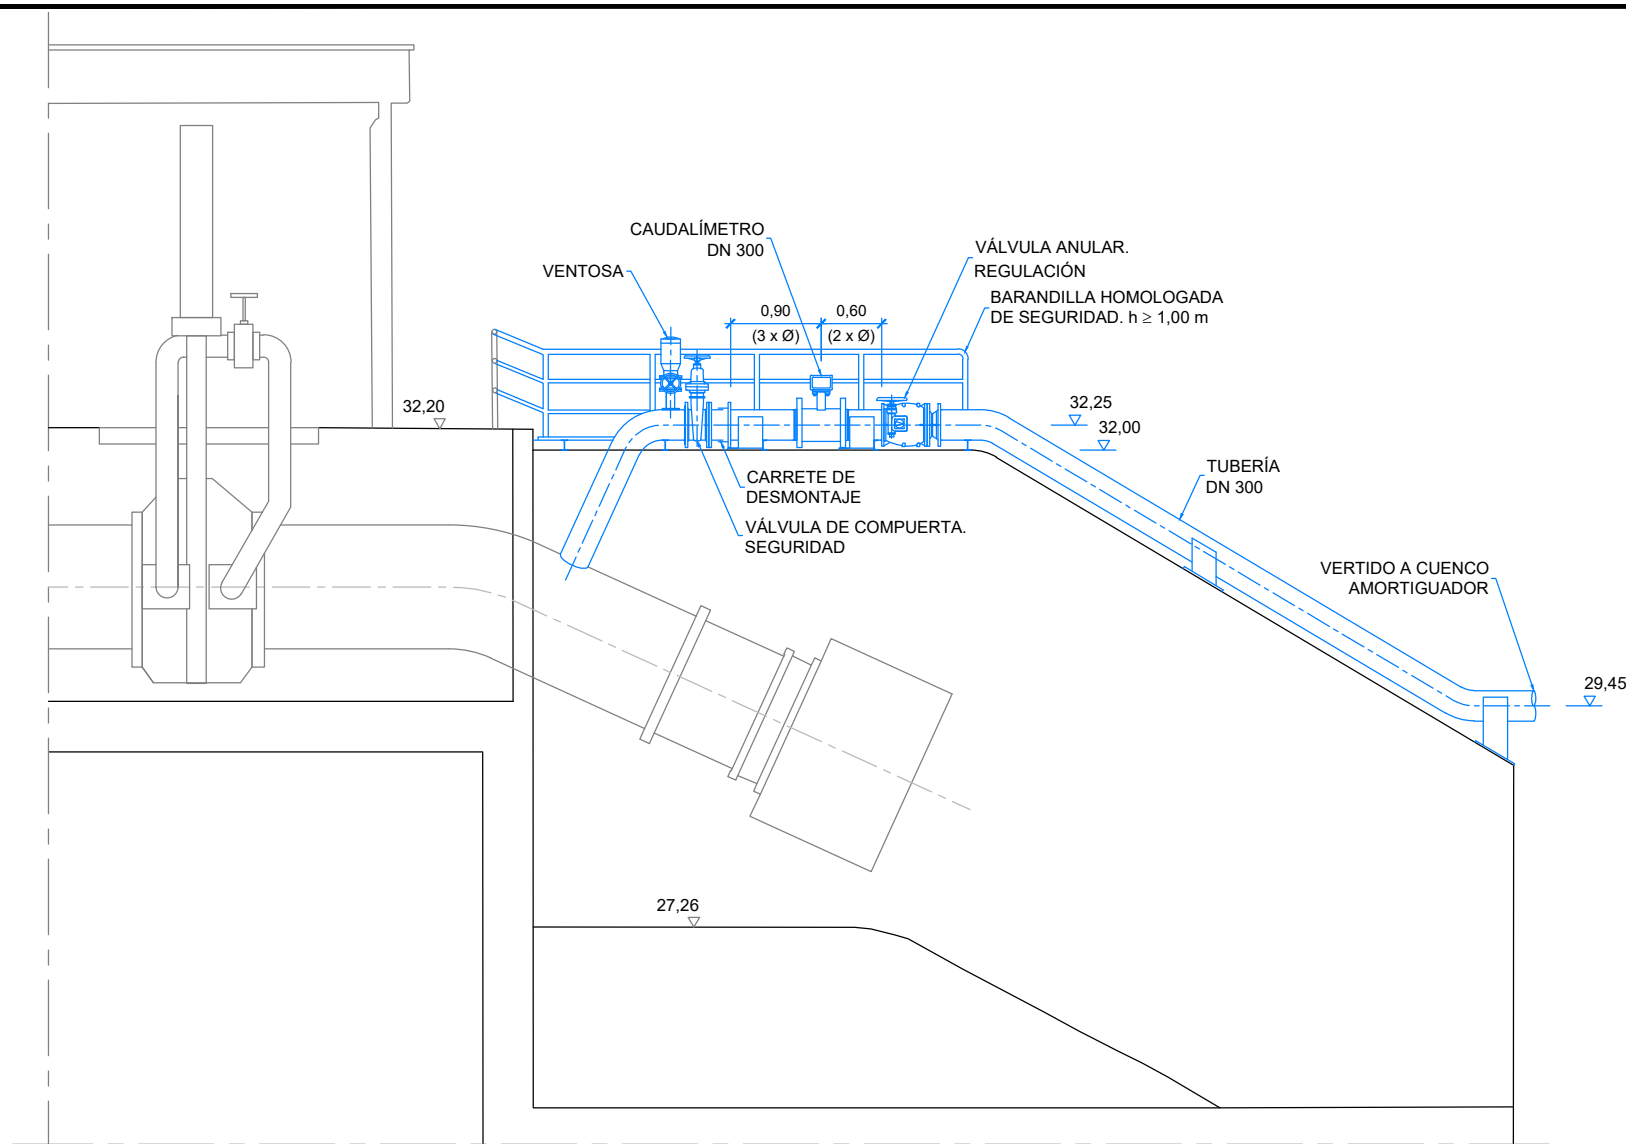 CAUDALÍMETRO
DN 300
VENTOSA
VÁLVULA ANULAR.
REGULACIÓN
BARANDILLA HOMOLOGADA
DE SEGURIDAD. h ≥ 1,00 m
0,90
(3 x Ø)
0,60
(2 x Ø)
32,20
32,25
32,00
CARRETE DE
DESMONTAJE
VÁLVULA DE COMPUERTA.
SEGURIDAD
TUBERÍA
DN 300
VERTIDO A CUENCO
AMORTIGUADOR
29,45
27,26